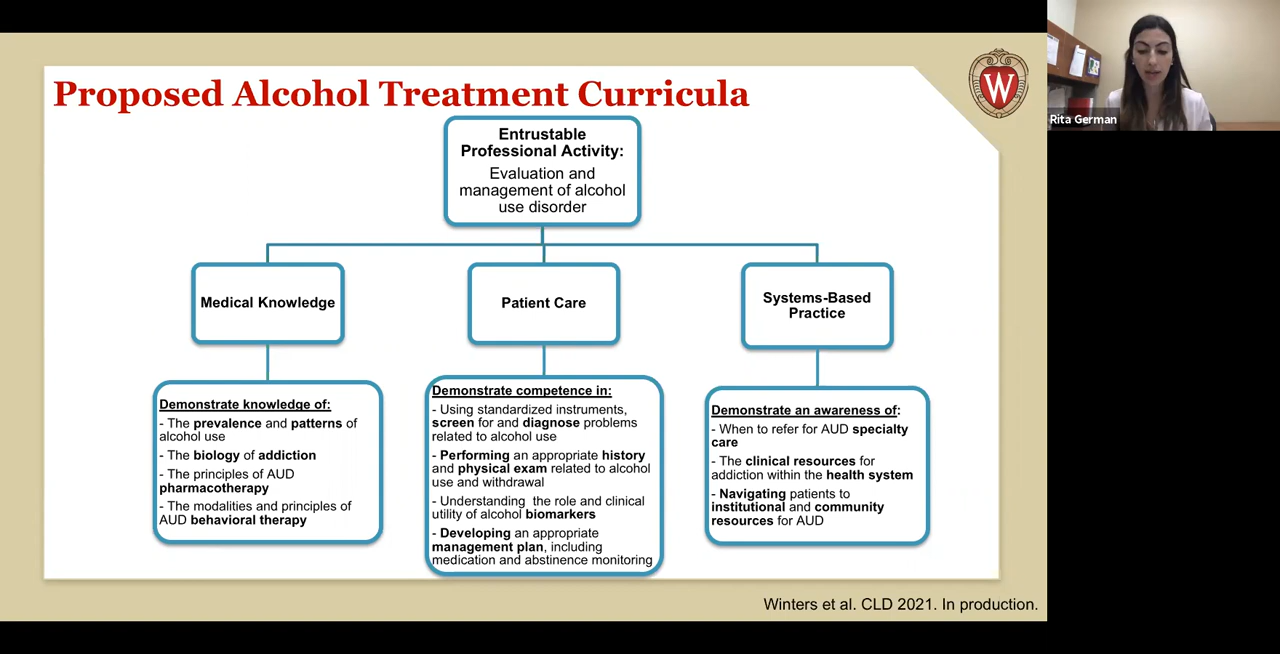 Proposed Alcohol Treatment Curricula
W
Rita German
Entrustable
Professional Activity:
Evaluation and
management of alcohol
use disorder
Medical Knowledge
Patient Care
Systems-Based
Practice
Demonstrate knowledge of:
- The prevalence and patterns of
alcohol use
- The biology of addiction
- The principles of AUD
pharmacotherapy
- The modalities and principles of
AUD behavioral therapy
Demonstrate competence in:
- Using standardized instruments,
screen for and diagnose problems
related to alcohol use
- Performing an appropriate history
and physical exam related to alcohol
use and withdrawal
- Understanding the role and clinical
utility of alcohol biomarkers
- Developing an appropriate
management plan, including
medication and abstinence monitoring
Demonstrate an awareness of:
- When to refer for AUD specialty
care
- The clinical resources for
addiction within the health system
- Navigating patients to
institutional and community
resources for AUD
Winters et al. CLD 2021. In production.